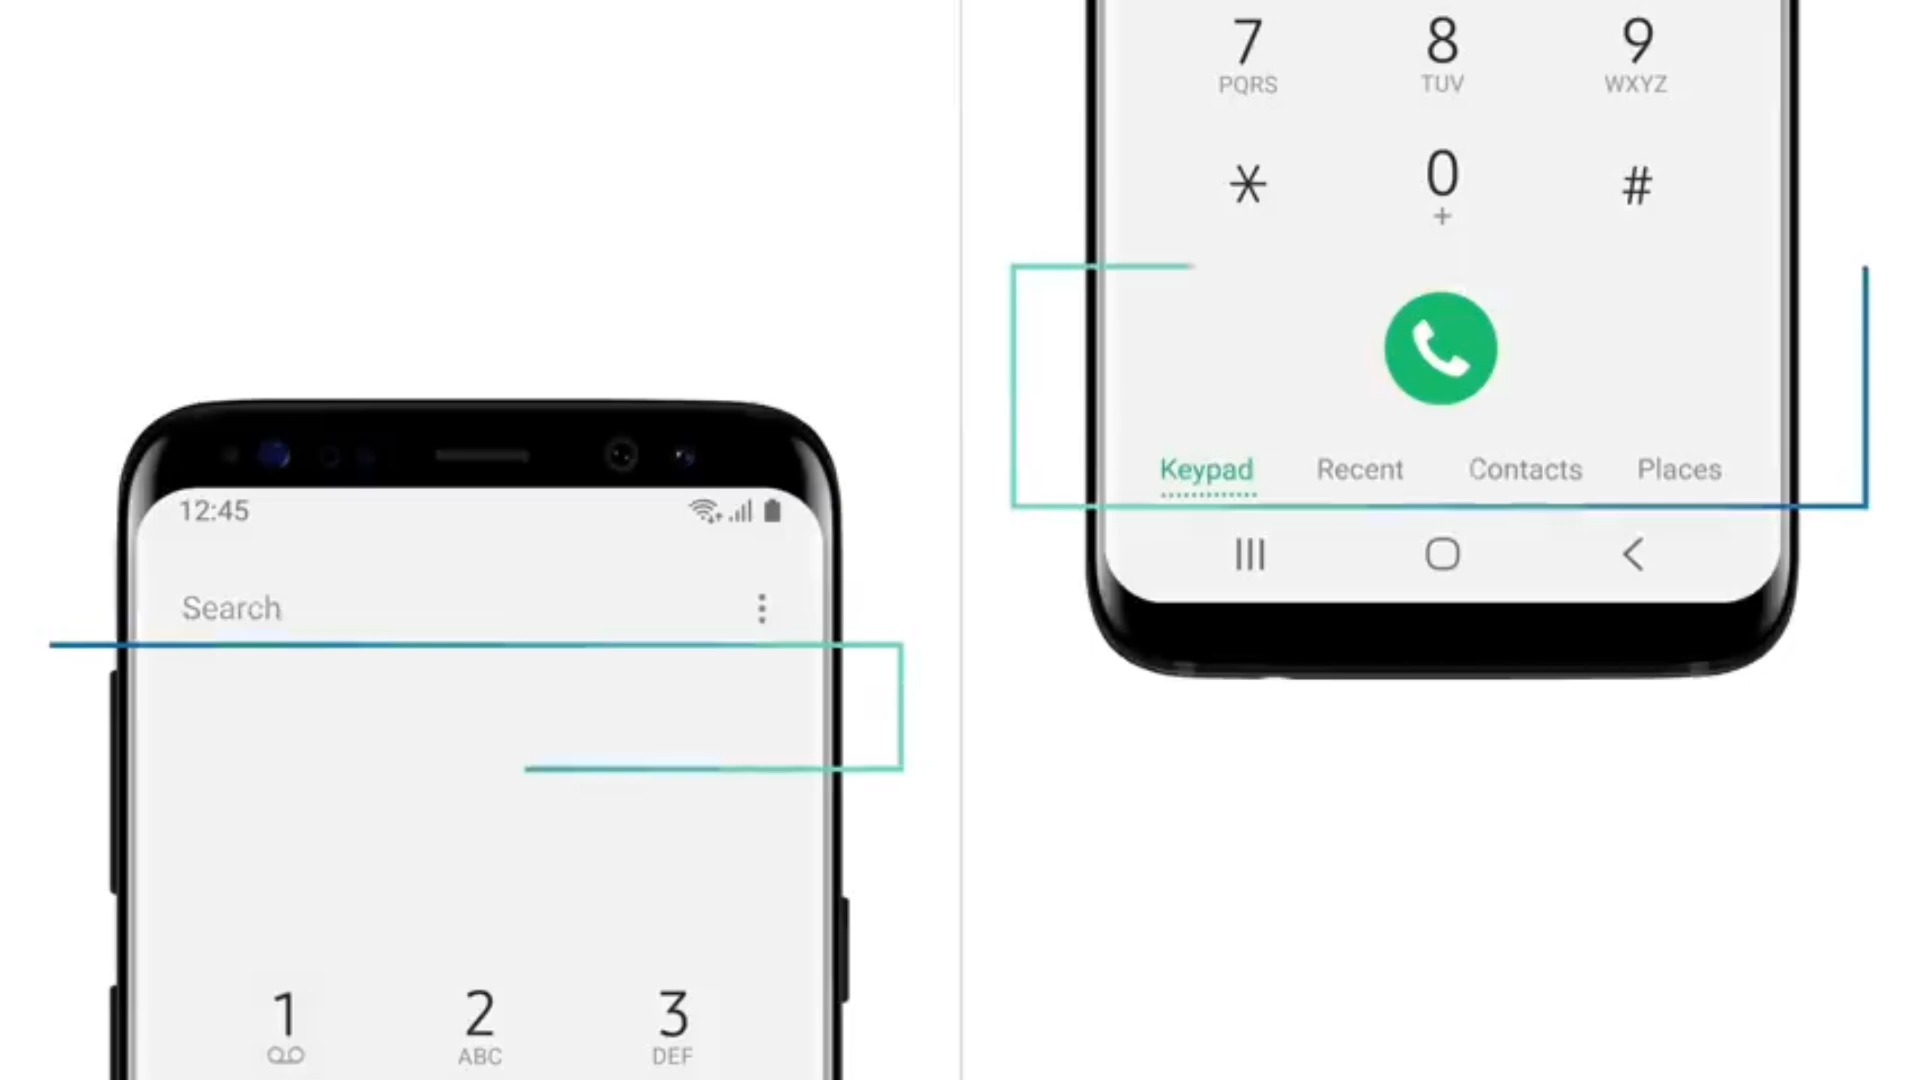 12:45
Search
1 2 3
ABC DEF
7 8 9
PQRS TUV WXYZ
* 0 #
+
Keypad Recent Contacts Places